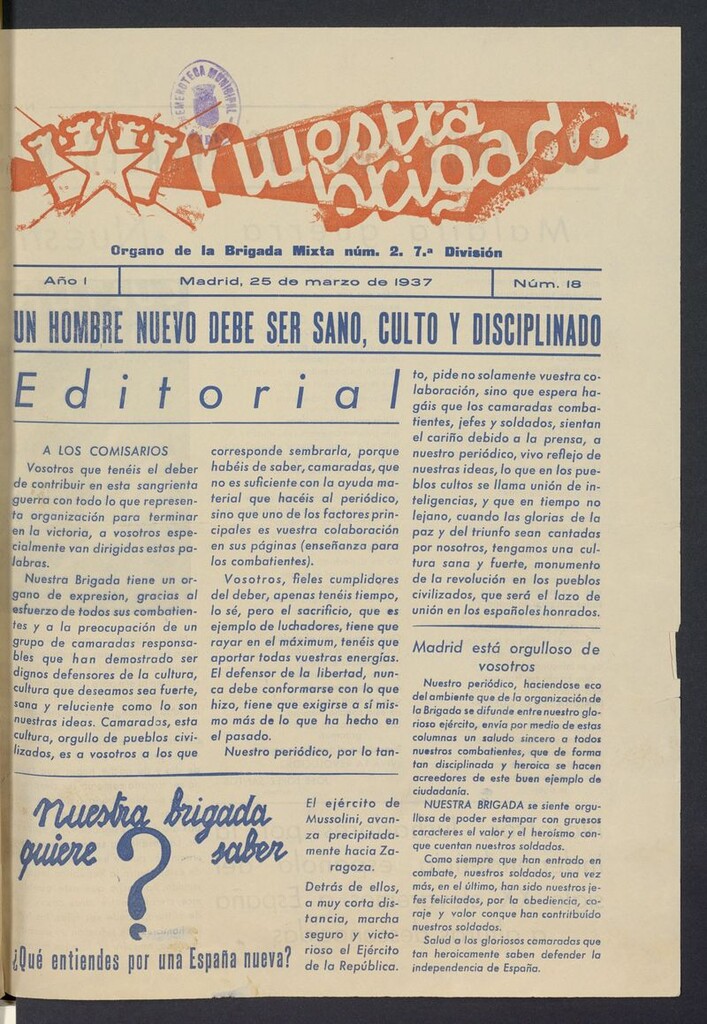 HEMEROTECA MUNICIPAL
nuestra
brigada
Organo de la Brigada Mixta núm. 2. 7.ª División
Año I
Madrid, 25 de marzo de 1937
Núm. 18
UN HOMBRE NUEVO DEBE SER SANO, CULTO Y DISCIPLINADO
Editorial
A LOS COMISARIOS
Vosotros que tenéis el deber
de contribuir en esta sangrienta
guerra con todo lo que represen-
ta organización para terminar
en la victoria, a vosotros espe-
cialmente van dirigidas estas pa-
labras.
Nuestra Brigada tiene un or-
gano de expresion, gracias al
esfuerzo de todos sus combatien-
tes y a la preocupación de un
grupo de camaradas responsa-
bles que han demostrado ser
dignos defensores de la cultura,
cultura que deseamos sea fuerte,
sana y reluciente como lo son
nuestras ideas. Camaradas, esta
cultura, orgullo de pueblos civi-
lizados, es a vosotros a los que
corresponde sembrarla, porque
habéis de saber, camaradas, que
no es suficiente con la ayuda ma-
terial que hacéis al periódico,
sino que uno de los factores prin-
cipales es vuestra colaboración
en sus páginas (enseñanza para
los combatientes).
Vosotros, fieles cumplidores
del deber, apenas tenéis tiempo,
lo sé, pero el sacrificio, que es
ejemplo de luchadores, tiene que
rayar en el máximum, tenéis que
aportar todas vuestras energías.
El defensor de la libertad, nun-
ca debe conformarse con lo que
hizo, tiene que exigirse a sí mis-
mo más de lo que ha hecho en
el pasado.
Nuestro periódico, por lo tan-
to, pide no solamente vuestra co-
laboración, sino que espera ha-
gáis que los camaradas comba-
tientes, jefes y soldados, sientan
el cariño debido a la prensa, a
nuestro periódico, vivo reflejo de
nuestras ideas, lo que en los pue-
blos cultos se llama unión de in-
teligencias, y que en tiempo no
lejano, cuando las glorias de la
paz y del triunfo sean cantadas
por nosotros, tengamos una cul-
tura sana y fuerte, monumento
de la revolución en los pueblos
civilizados, que será el lazo de
unión en los españoles honrados.
Madrid está orgulloso de
vosotros
Nuestro periódico, haciendose eco
del ambiente que de la organización de
la Brigada se difunde entre nuestro glo-
rioso ejército, envía por medio de estas
columnas un saludo sincero a todos
nuestros combatientes, que de forma
tan disciplinada y heroica se hacen
acreedores de este buen ejemplo de
ciudadanía.
NUESTRA BRIGADA se siente orgu-
llosa de poder estampar con gruesos
caracteres el valor y el heroísmo con-
que cuentan nuestros soldados.
Como siempre que han entrado en
combate, nuestros soldados, una vez
más, en el último, han sido nuestros je-
fes felicitados, por la obediencia, co-
raje y valor conque han contribuído
nuestros soldados.
Salud a los gloriosos camaradas que
tan heroicamente saben defender la
independencia de España.
nuestra brigada
quiere ? saber
¿Qué entiendes por una España nueva?
El ejército de
Mussolini, avan-
za precipitada-
mente hacia Za-
ragoza.
Detrás de ellos,
a muy corta dis-
tancia, marcha
seguro y victo-
rioso el Ejército
de la República.